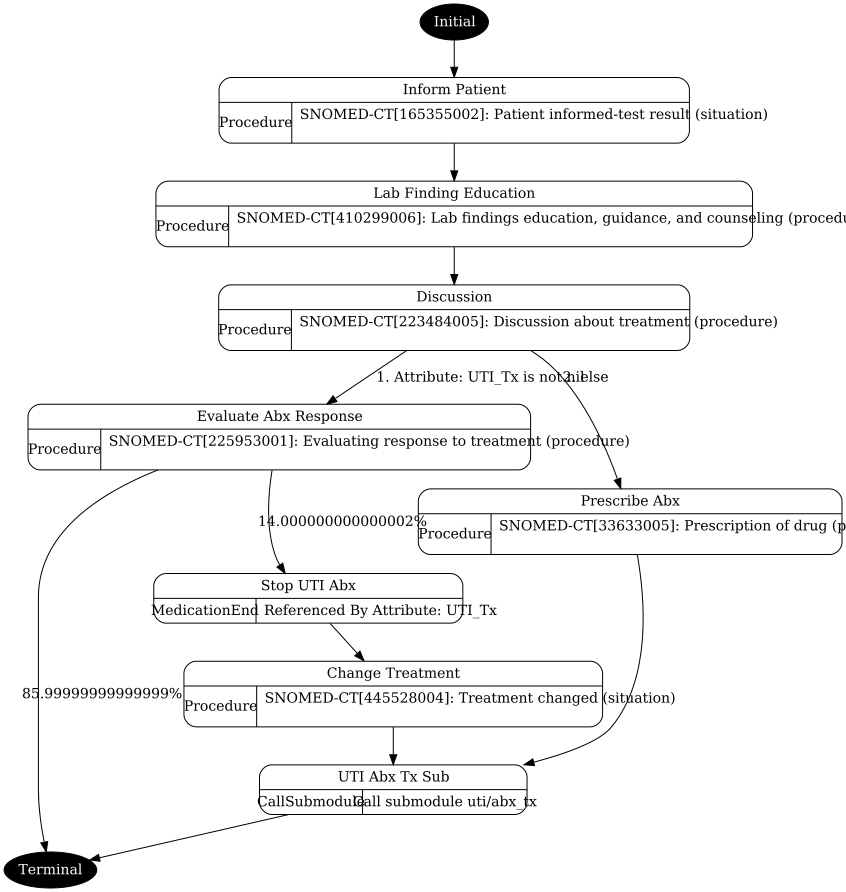 Initial
Inform Patient
Procedure SNOMED-CT[165355002]: Patient informed-test result (situation)
Lab Finding Education
Procedure SNOMED-CT[410299006]: Lab findings education, guidance, and counseling (procedu
Discussion
Procedure SNOMED-CT[223484005]: Discussion about treatment (procedure)
1. Attribute: UTI_Tx is not nil
2. else
Evaluate Abx Response
Procedure SNOMED-CT[225953001]: Evaluating response to treatment (procedure)
Prescribe Abx
Procedure SNOMED-CT[33633005]: Prescription of drug (p
14.000000000000002%
Stop UTI Abx
MedicationEnd Referenced By Attribute: UTI_Tx
Change Treatment
Procedure SNOMED-CT[445528004]: Treatment changed (situation)
85.99999999999999%
UTI Abx Tx Sub
CallSubmodule Call submodule uti/abx_tx
Terminal